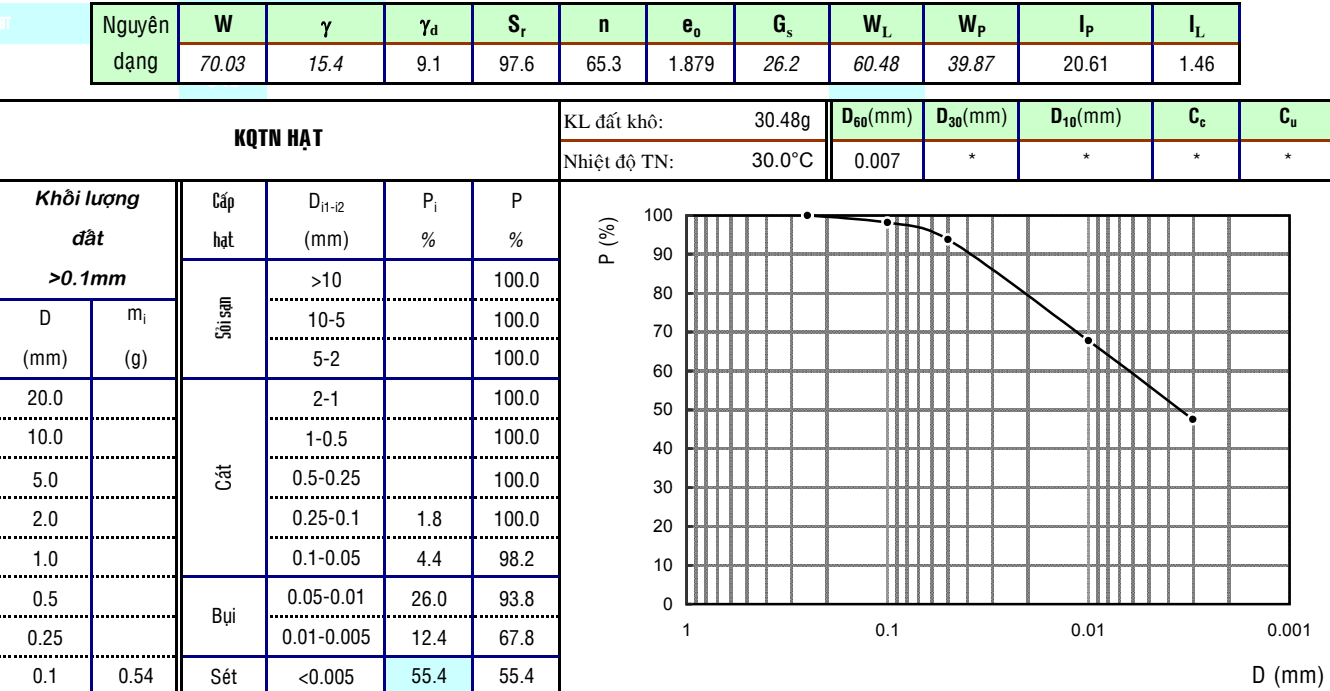 Nguyên W γ γd Sr n eo Gs WL WP IP IL
dạng 70.03 15.4 9.1 97.6 65.3 1.879 26.2 60.48 39.87 20.61 1.46
KQTN HẠT
KL đất khô: 30.48g D60(mm) D30(mm) D10(mm) Cc Cu
Nhiệt độ TN: 30.0°C 0.007 * * * *
Khồi lượng Cấp Di1-i2 Pi P
đât hạt (mm) % %
>0.1mm
D mi
(mm) (g)
Sỏi sạn
>10 100.0
10-5 100.0
5-2 100.0
Cát
20.0 2-1 100.0
10.0 1-0.5 100.0
5.0 0.5-0.25 100.0
2.0 0.25-0.1 1.8 100.0
1.0 0.1-0.05 4.4 98.2
Bụi
0.5 0.05-0.01 26.0 93.8
0.25 0.01-0.005 12.4 67.8
0.1 0.54 Sét <0.005 55.4 55.4
P (%)
100
90
80
70
60
50
40
30
20
10
0
1 0.1 0.01 0.001
D (mm)